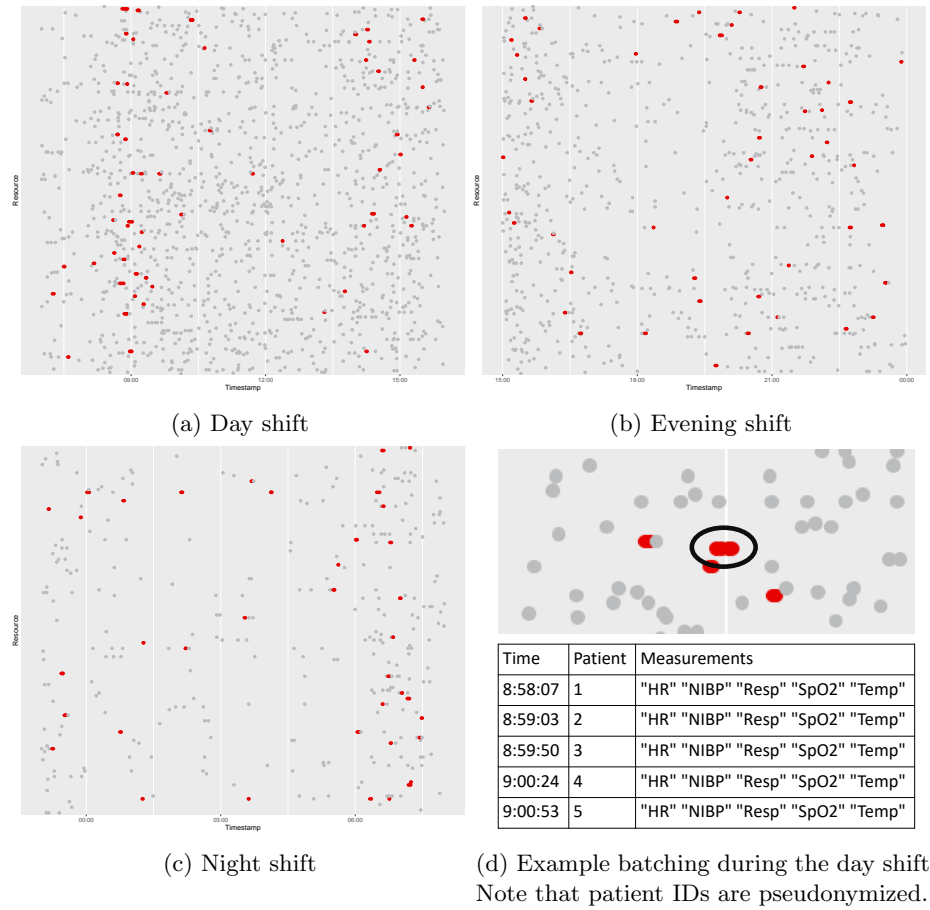 Resource
09:00 12:00 15:00
Timestamp
(a) Day shift
Resource
15:00 18:00 21:00 00:00
Timestamp
(b) Evening shift
Resource
00:00 03:00 06:00
Timestamp
(c) Night shift
Time Patient Measurements
8:58:07 1 "HR" "NIBP" "Resp" "SpO2" "Temp"
8:59:03 2 "HR" "NIBP" "Resp" "SpO2" "Temp"
8:59:50 3 "HR" "NIBP" "Resp" "SpO2" "Temp"
9:00:24 4 "HR" "NIBP" "Resp" "SpO2" "Temp"
9:00:53 5 "HR" "NIBP" "Resp" "SpO2" "Temp"
(d) Example batching during the day shift
Note that patient IDs are pseudonymized.